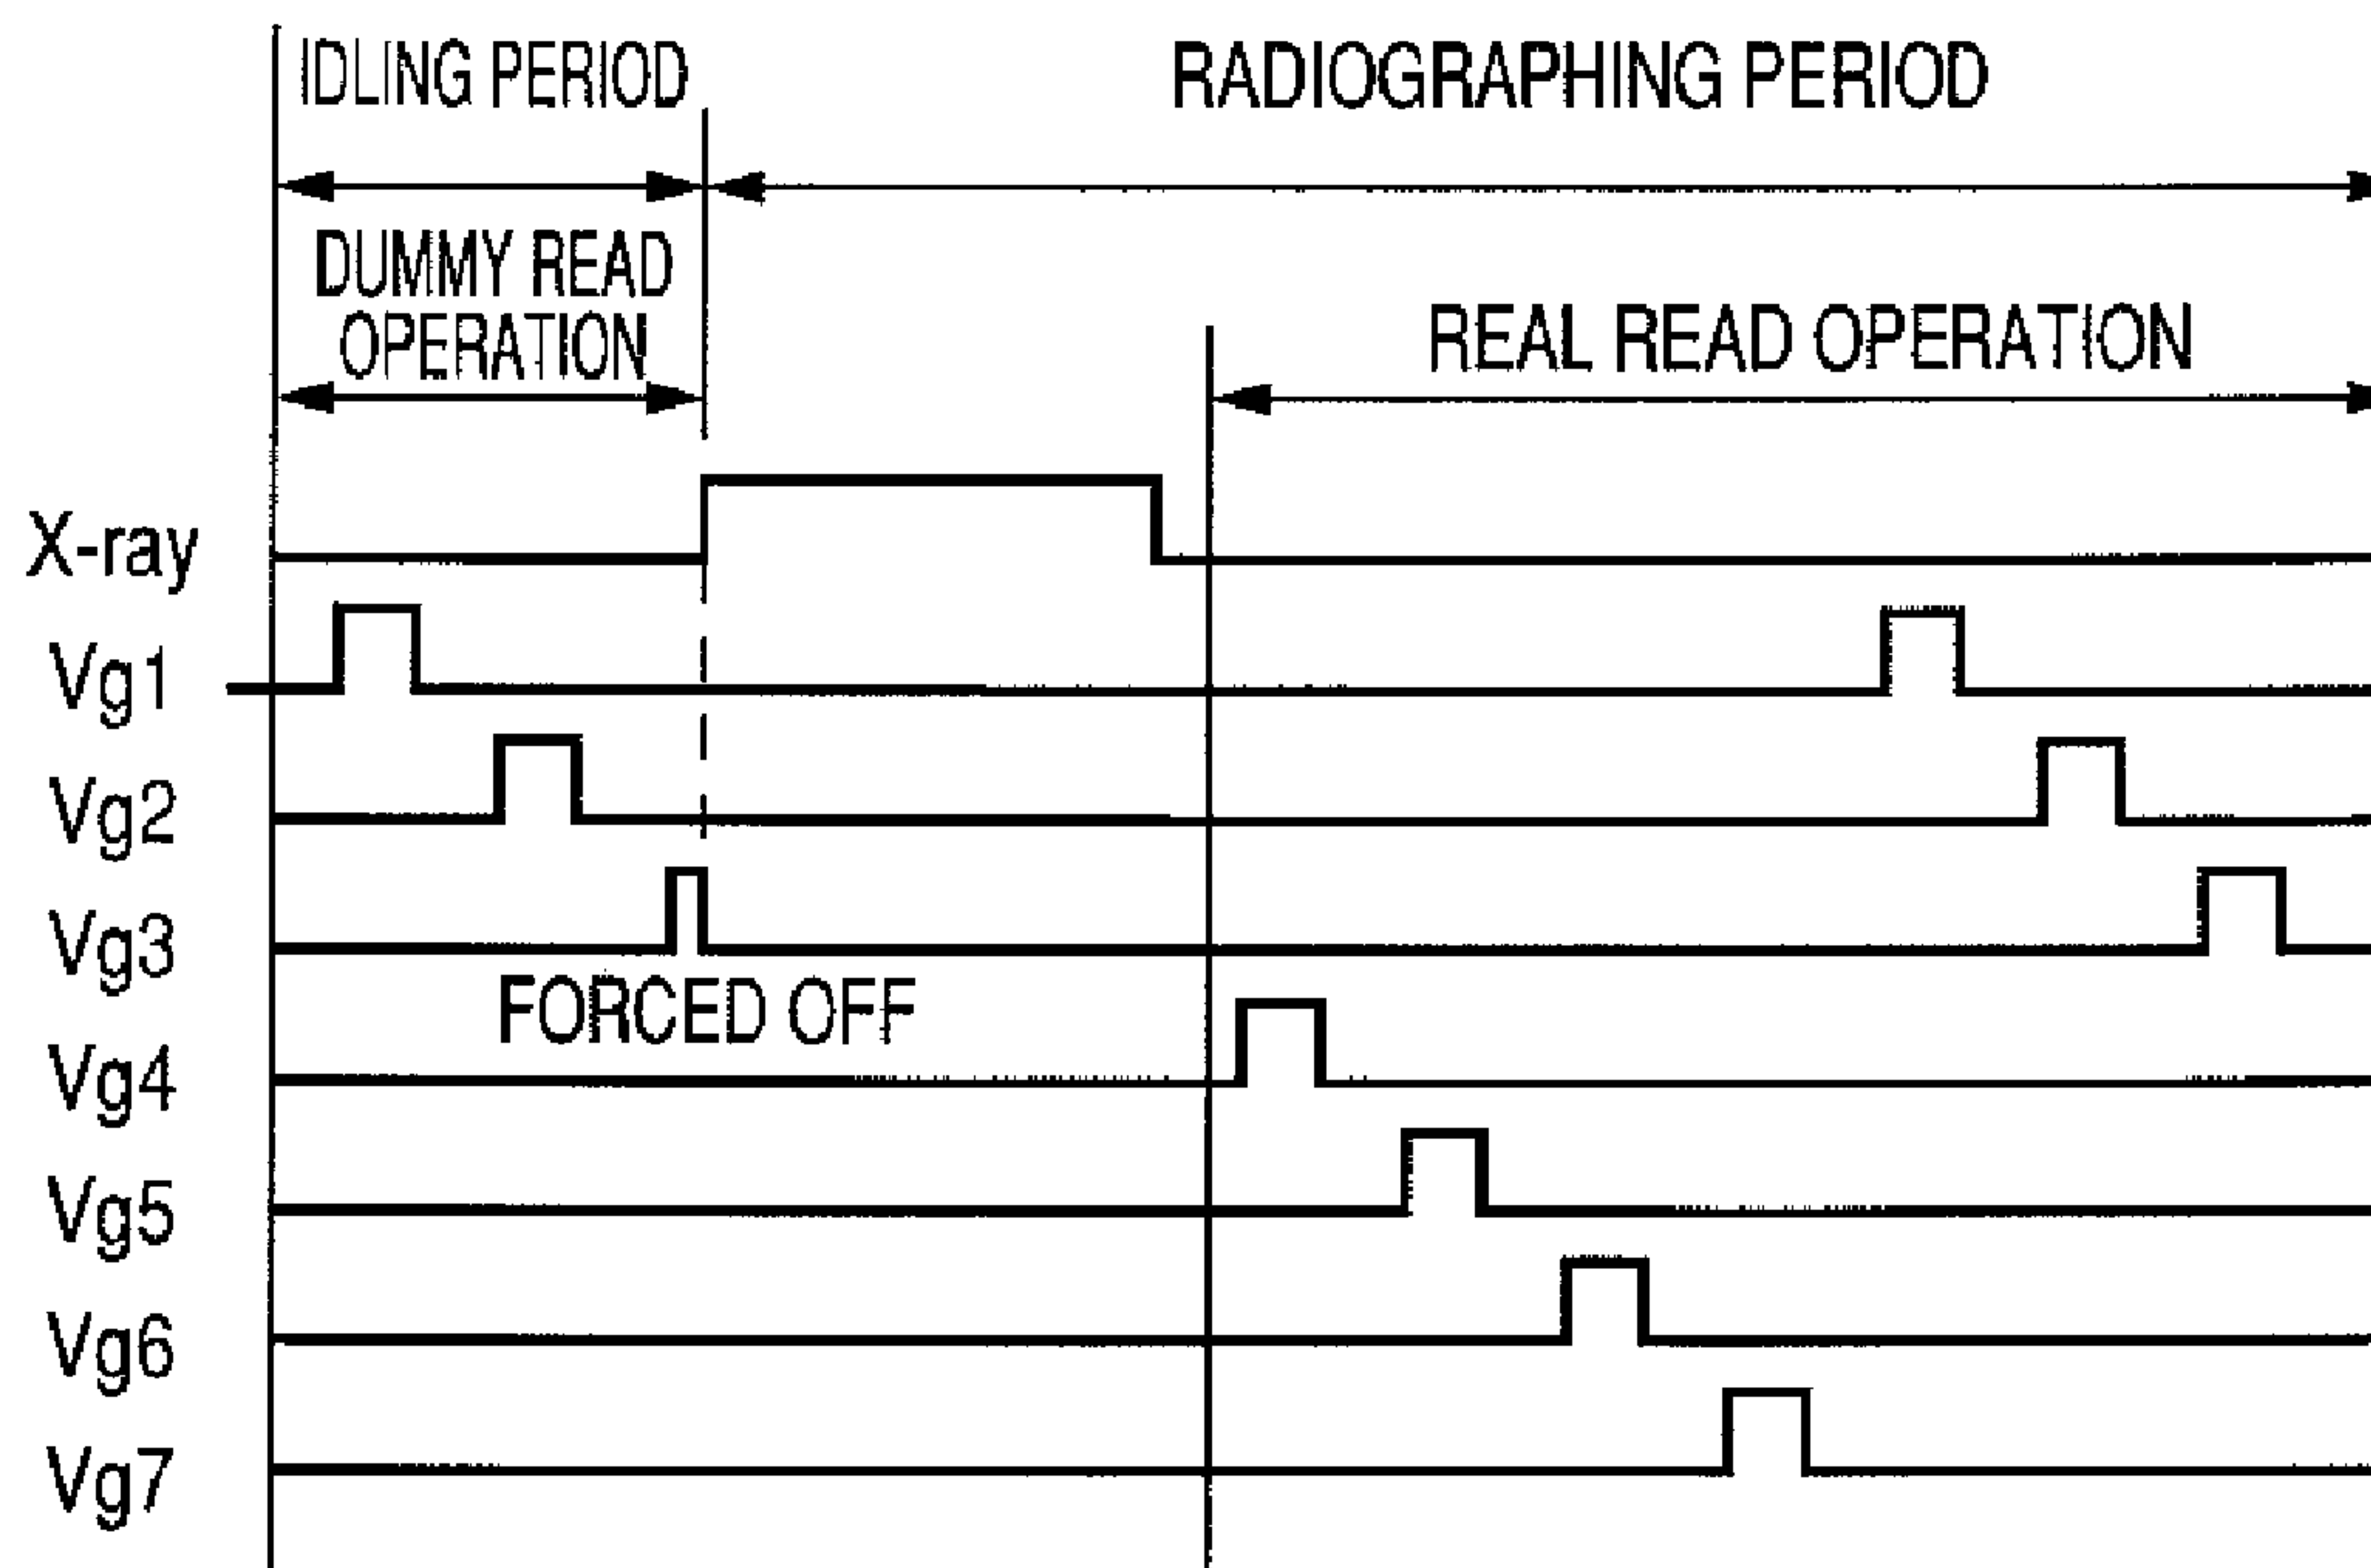 IDLING PERIOD
RADIOGRAPHING PERIOD
DUMMY READ
OPERATION
REAL READ OPERATION
X-ray
Vg1
Vg2
Vg3
FORCED OFF
Vg4
Vg5
Vg6
Vg7